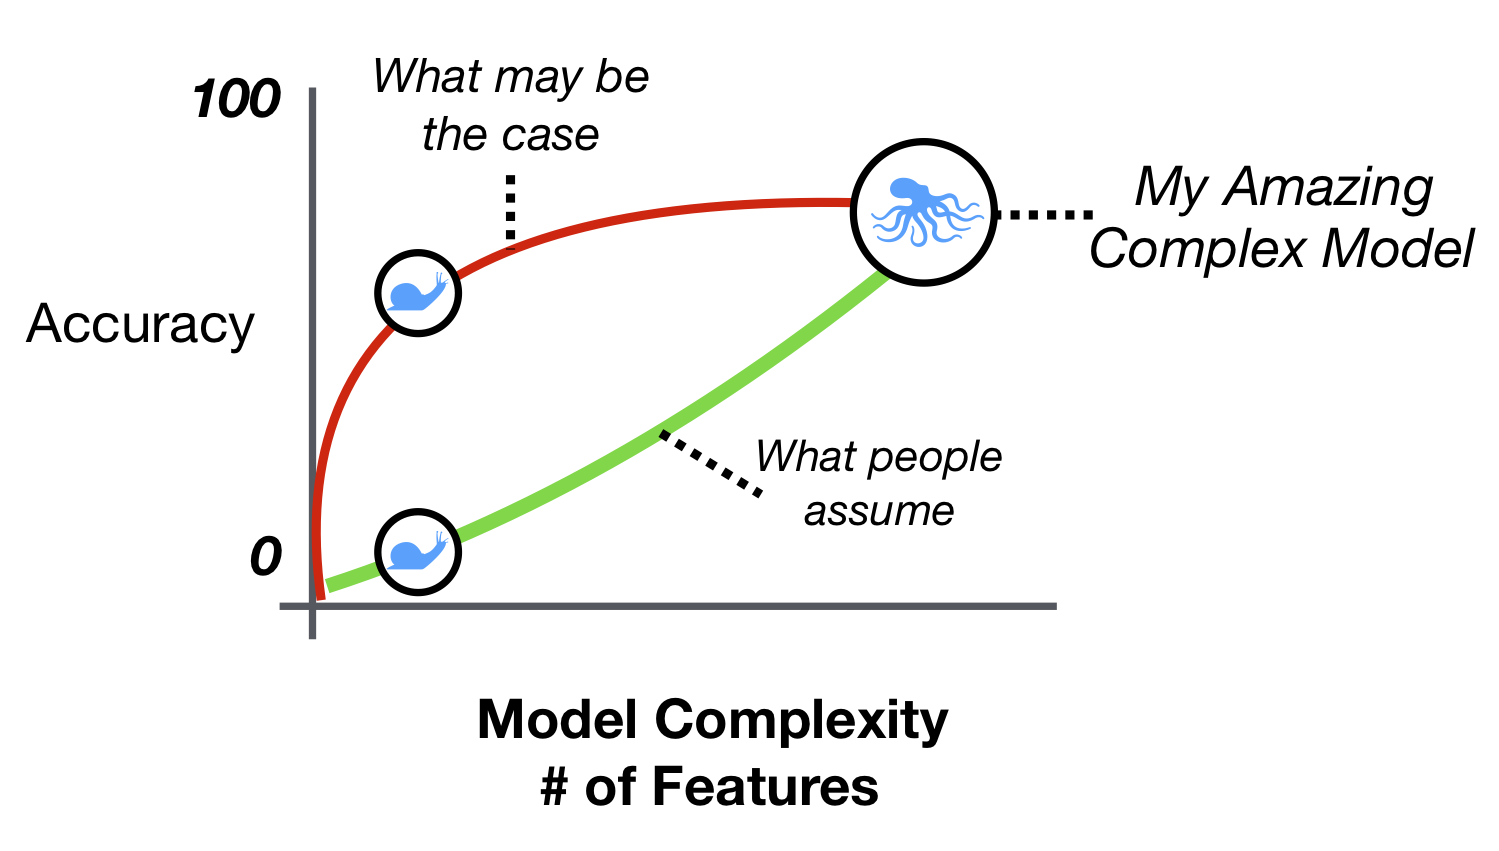 100
What may be
the case
My Amazing
Complex Model
Accuracy
What people
assume
0
Model Complexity
# of Features